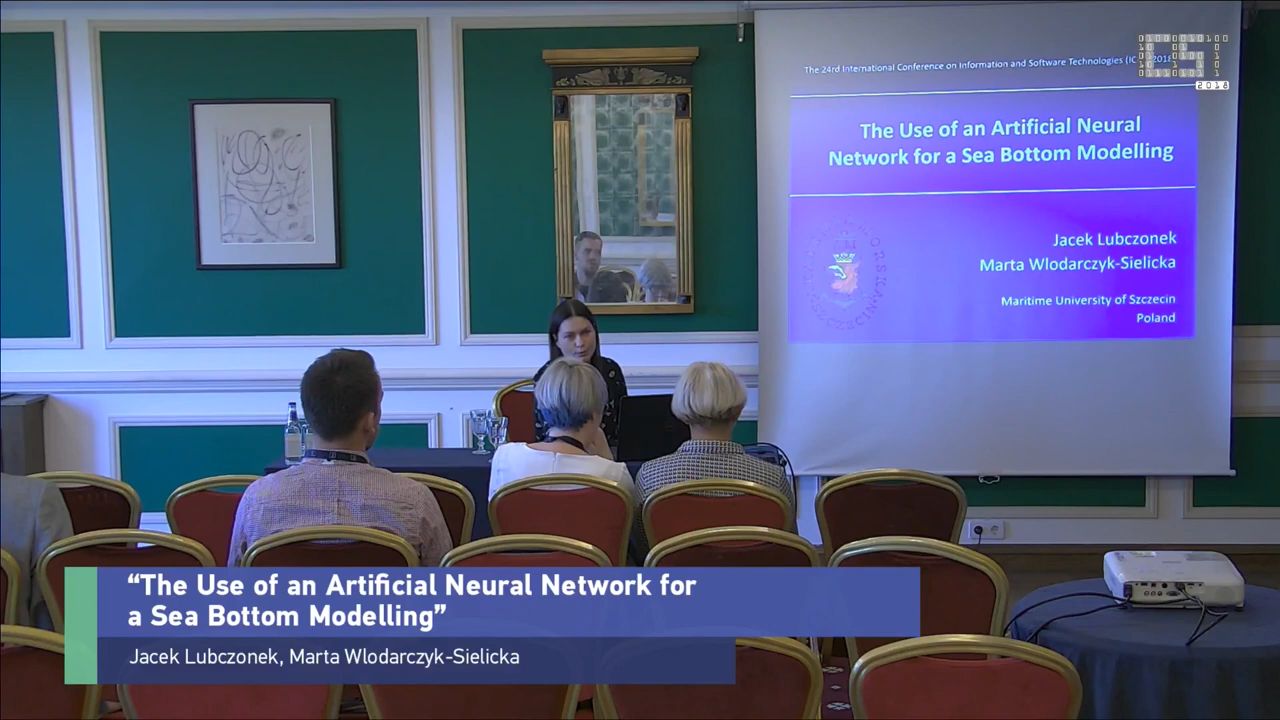 The 24rd International Conference on Information and Software Technologies (IC
2018
The Use of an Artificial Neural
Network for a Sea Bottom Modelling
Jacek Lubczonek
Marta Wlodarczyk-Sielicka
Maritime University of Szczecin
Poland
“The Use of an Artificial Neural Network for
a Sea Bottom Modelling”
Jacek Lubczonek, Marta Wlodarczyk-Sielicka